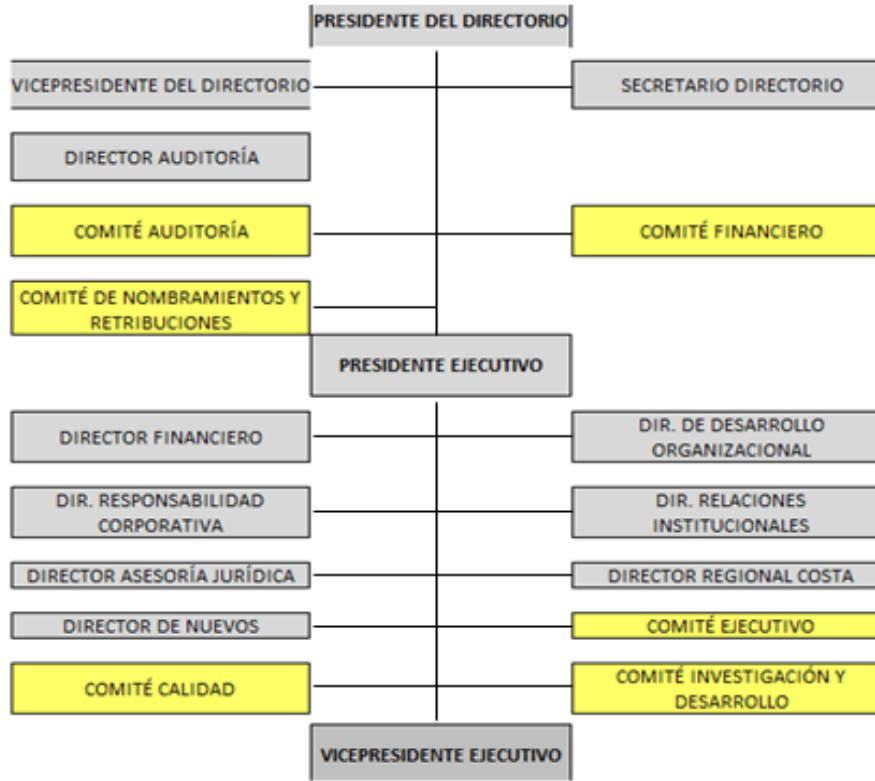 PRESIDENTE DEL DIRECTORIO
VICEPRESIDENTE DEL DIRECTORIO
SECRETARIO DIRECTORIO
DIRECTOR AUDITORÍA
COMITÉ AUDITORÍA
COMITÉ FINANCIERO
COMITÉ DE NOMBRAMIENTOS Y
RETRIBUCIONES
PRESIDENTE EJECUTIVO
DIRECTOR FINANCIERO
DIR. DE DESARROLLO
ORGANIZACIONAL
DIR. RESPONSABILIDAD
CORPORATIVA
DIR. RELACIONES
INSTITUCIONALES
DIRECTOR ASESORÍA JURÍDICA
DIRECTOR REGIONAL COSTA
DIRECTOR DE NUEVOS
COMITÉ EJECUTIVO
COMITÉ CALIDAD
COMITÉ INVESTIGACIÓN Y
DESARROLLO
VICEPRESIDENTE EJECUTIVO